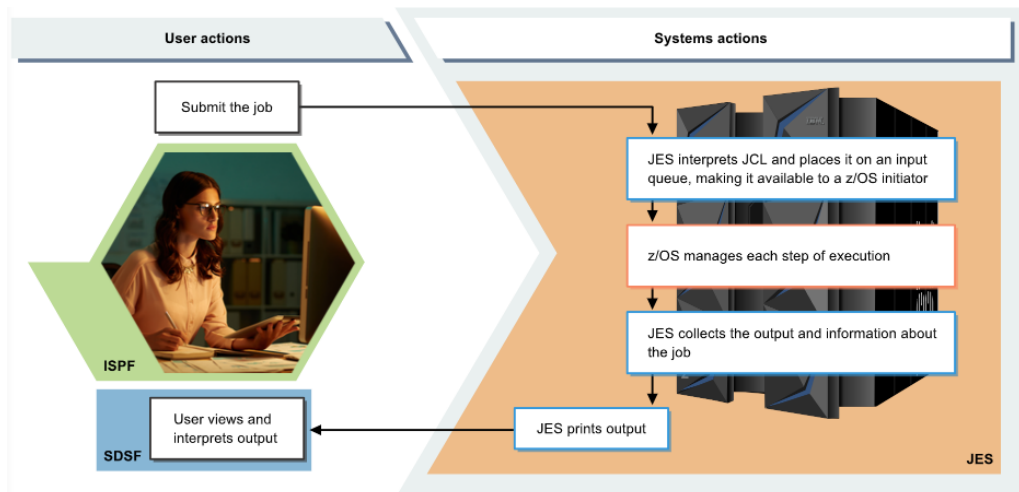 User actions
Systems actions
Submit the job
JES interprets JCL and places it on an input
queue, making it available to a z/OS initiator
z/OS manages each step of execution
JES collects the output and information about
the job
ISPF
User views and
interprets output
SDSF
JES prints output
JES